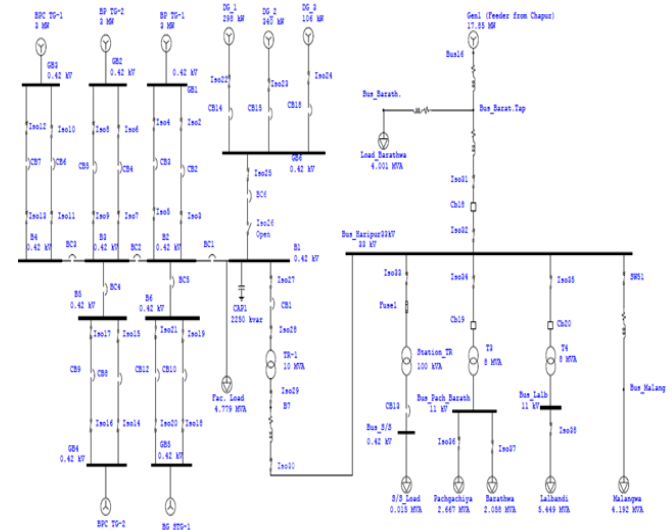 BPC TG-1
3 MW
BP TG-2
3 MW
BP TG-1
3 MW
DG_1
298 kW
DG_2
340 kW
DG_3
106 kW
Gen1 (Feeder from Chapur)
17.85 MW
Bus16
GB3
0.42 kV
GB2
0.42 kV
GB1
0.42 kV
Iso22
Iso23
Iso24
CB14
CB15
CB16
Bus_Barath.
Bus_Barat.Tap
Load_Barathwa
4.001 MVA
Iso12
Iso10
Iso8
Iso6
Iso4
Iso2
CB7
CB6
CB5
CB4
CB3
CB2
GB6
0.42 kV
Iso25
BC6
Iso26
Open
Iso31
Cb18
Iso32
Iso13
Iso11
Iso9
Iso7
Iso5
Iso3
B4
0.42 kV
BC3
B3
0.42 kV
BC2
B2
0.42 kV
BC1
B1
0.42 kV
Bus_Haripur33kV
33 kV
BC4
BC5
B5
0.42 kV
B6
0.42 kV
CAP1
2250 kvar
Iso27
CB1
Iso28
Iso33
Fuse1
Iso34
Cb19
Iso35
Cb20
SW51
Iso17
Iso15
Iso21
Iso19
CB9
CB8
CB12
CB10
TR-1
10 MVA
Iso29
B7
Iso30
Fac. Load
4.779 MVA
Station_TR
100 kVA
T3
8 MVA
T4
8 MVA
CB13
Bus_S/S
0.42 kV
Bus_Pach_Barath
11 kV
Bus_Lalb
11 kV
Bus_Malang
Iso16
Iso14
Iso20
Iso18
Iso36
Iso37
Iso38
GB4
0.42 kV
GB5
0.42 kV
BPC TG-2
BG STG-1
S/S_Load
0.015 MVA
Pachgachiya
2.667 MVA
Barathwa
2.058 MVA
Lalbandi
5.449 MVA
Malangwa
4.192 MVA